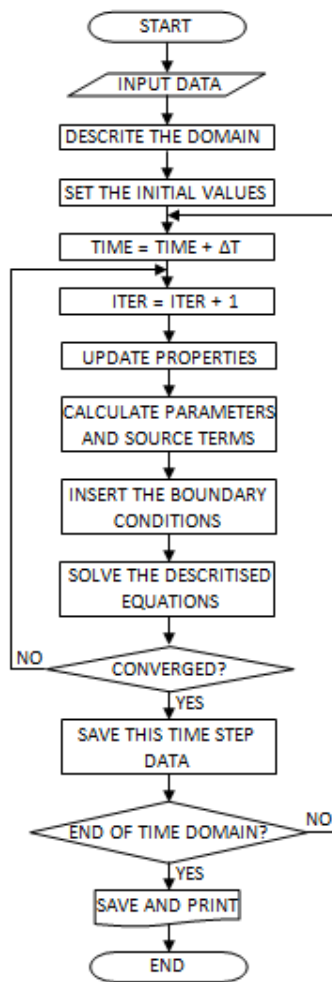 START
INPUT DATA
DESCRITE THE DOMAIN
SET THE INITIAL VALUES
TIME = TIME + ΔT
ITER = ITER + 1
UPDATE PROPERTIES
CALCULATE PARAMETERS
AND SOURCE TERMS
INSERT THE BOUNDARY
CONDITIONS
SOLVE THE DESCRITISED
EQUATIONS
NO
CONVERGED?
YES
SAVE THIS TIME STEP
DATA
NO
END OF TIME DOMAIN?
YES
SAVE AND PRINT
END